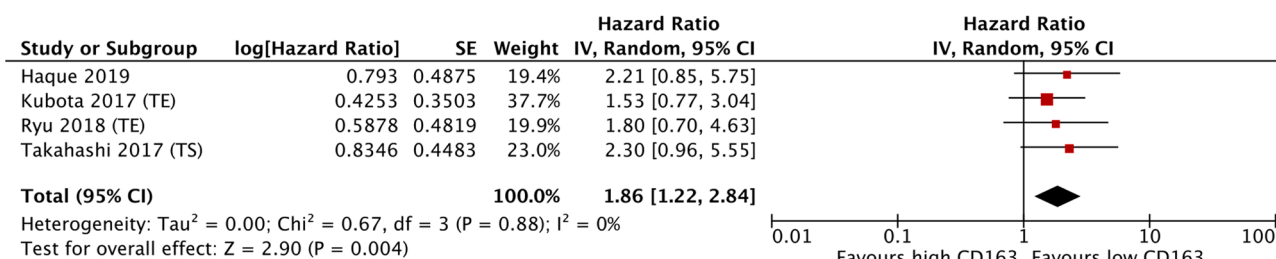 Hazard Ratio Hazard Ratio
Study or Subgroup log[Hazard Ratio] SE Weight IV, Random, 95% CI IV, Random, 95% CI
Haque 2019 0.793 0.4875 19.4% 2.21 [0.85, 5.75]
Kubota 2017 (TE) 0.4253 0.3503 37.7% 1.53 [0.77, 3.04]
Ryu 2018 (TE) 0.5878 0.4819 19.9% 1.80 [0.70, 4.63]
Takahashi 2017 (TS) 0.8346 0.4483 23.0% 2.30 [0.96, 5.55]
Total (95% CI) 100.0% 1.86 [1.22, 2.84]
Heterogeneity: Tau² = 0.00; Chi² = 0.67, df = 3 (P = 0.88); I² = 0%
Test for overall effect: Z = 2.90 (P = 0.004)
0.01 0.1 1 10 100
Favours high CD163 Favours low CD163